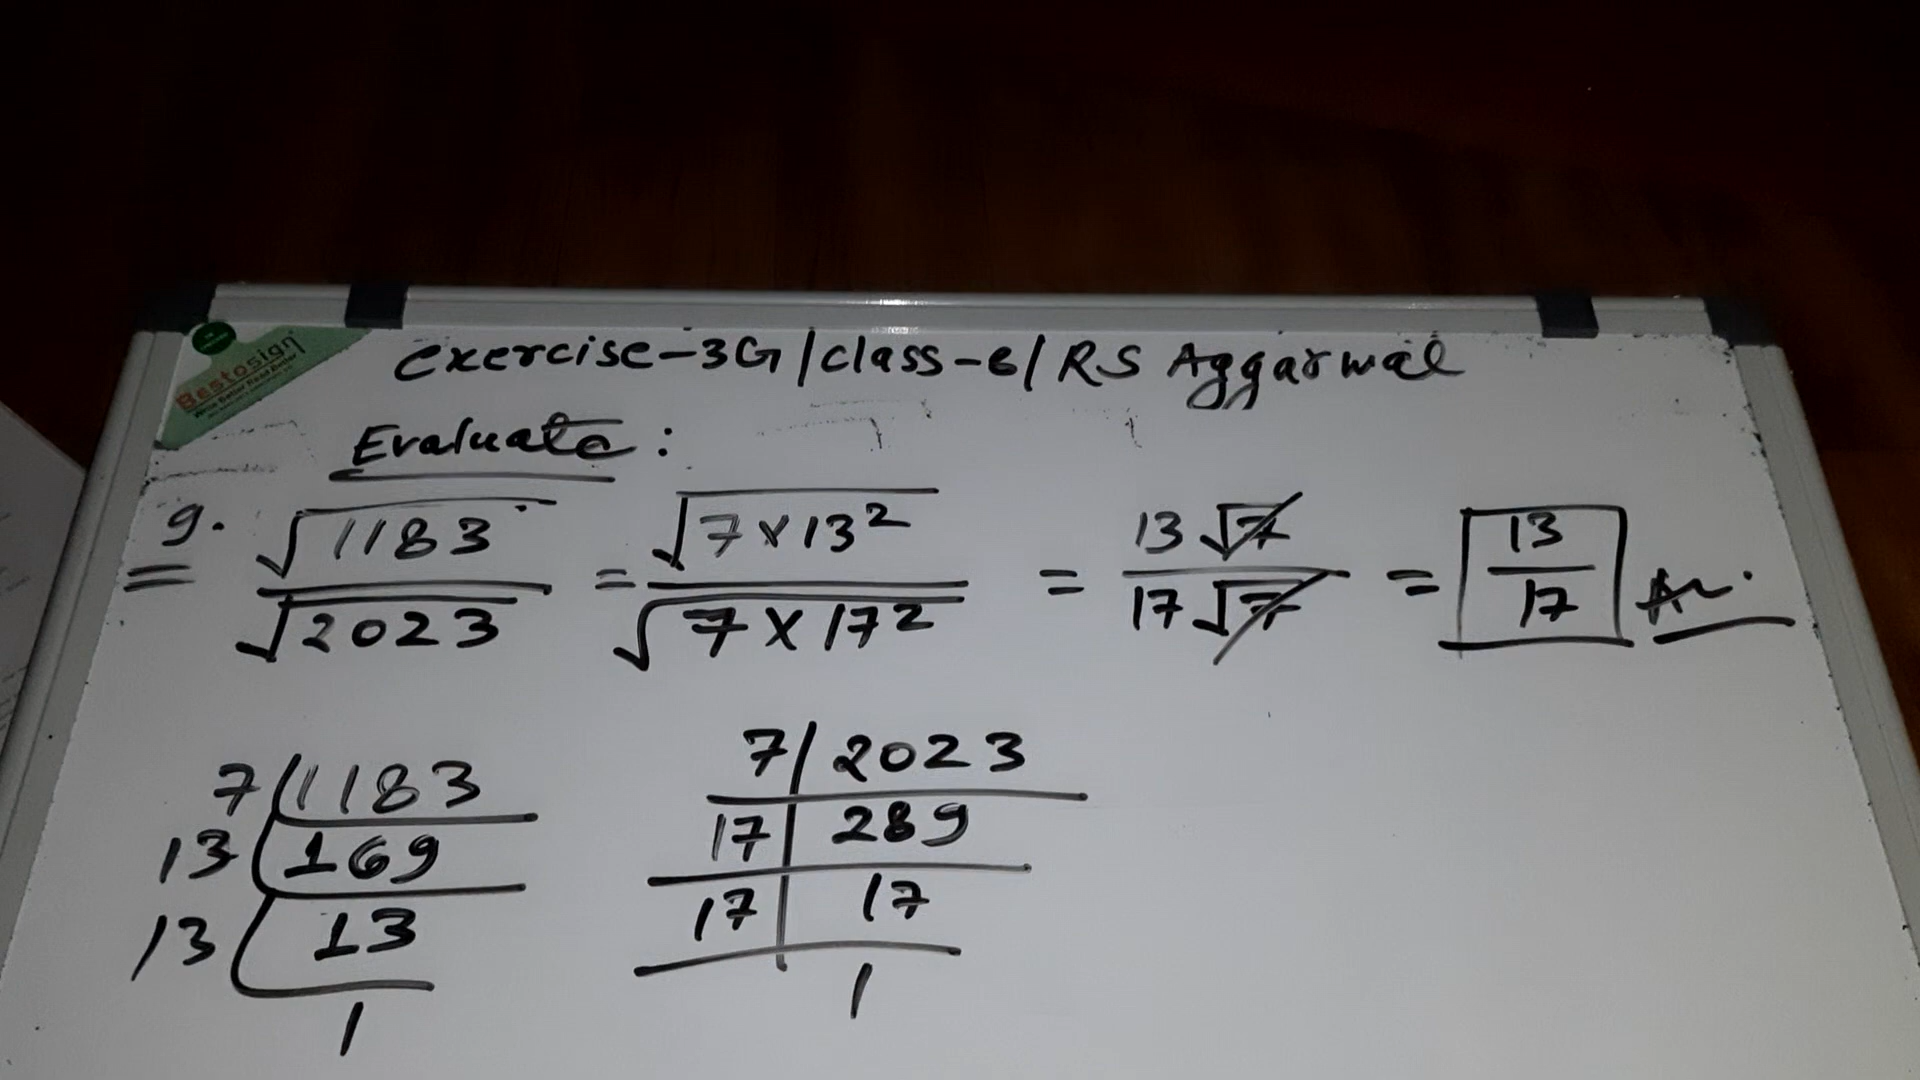 Bestosign
exercise-3G/class-6/RS Aggarwal
Evaluate:
9. √1183 / √2023 = √7×13² / √7×17² = 13√7 / 17√7 = 13/17 Ans.
7 | 1183
13 | 169
13 | 13
1
7 | 2023
17 | 289
17 | 17
1